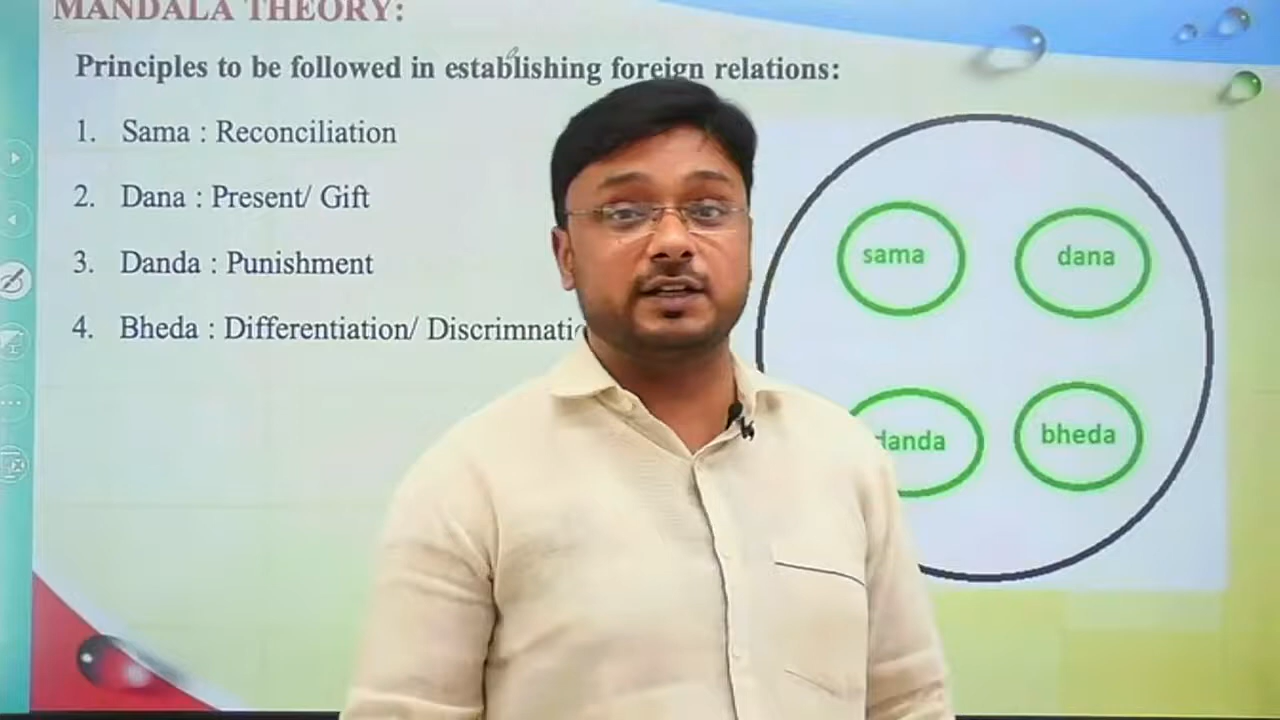 MANDALA THEORY:
Principles to be followed in establishing foreign relations:
1. Sama : Reconciliation
2. Dana : Present/ Gift
3. Danda : Punishment
4. Bheda : Differentiation/
sama
dana
bheda